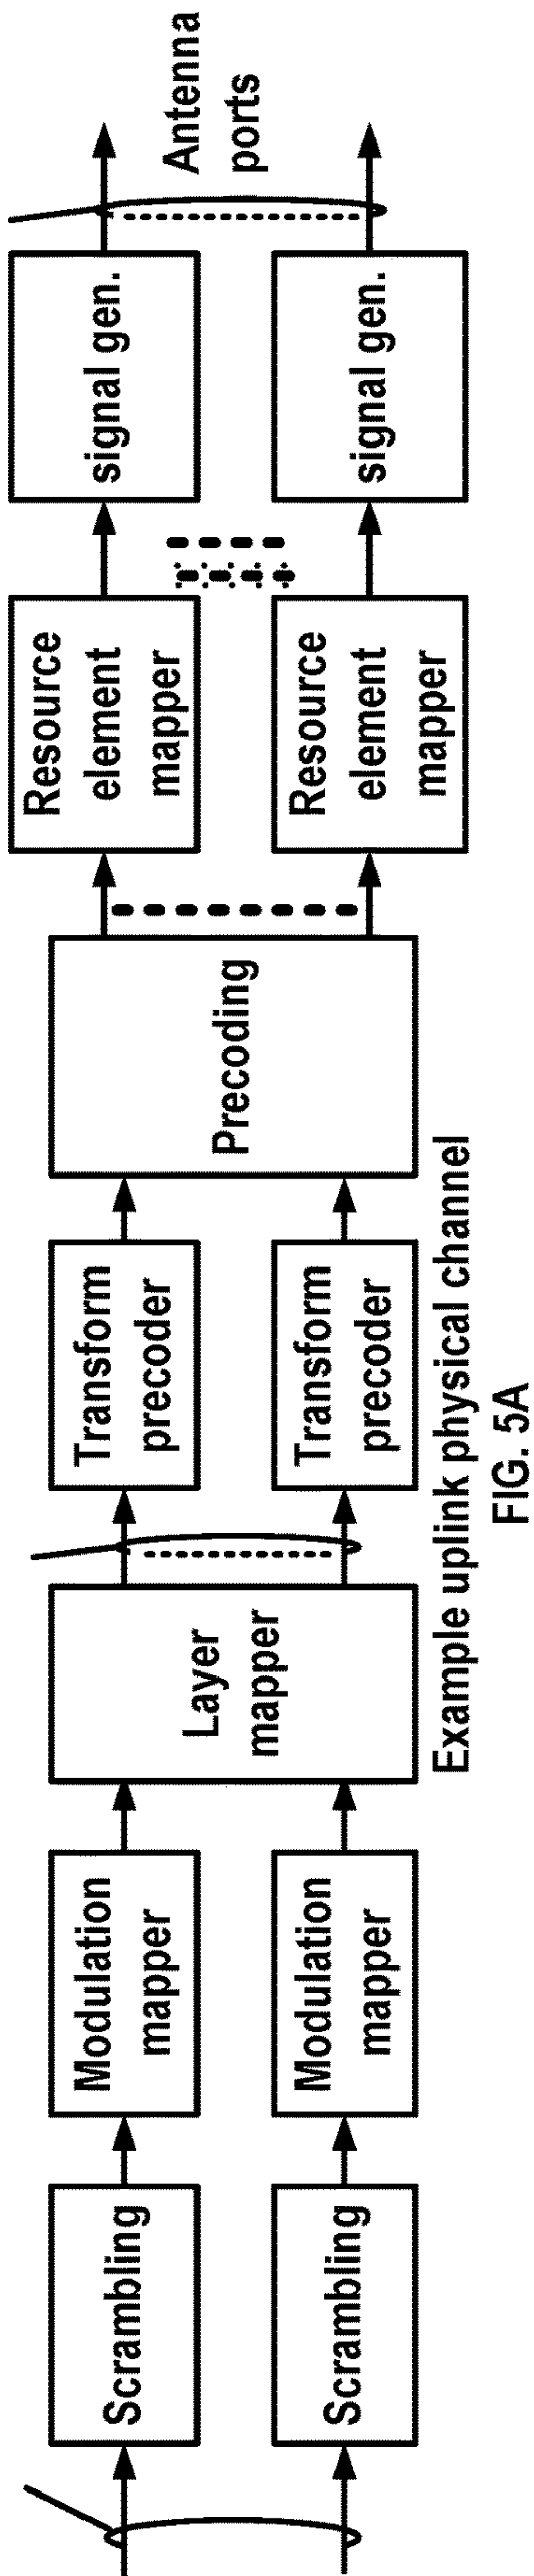 Scrambling
Scrambling
Modulation
mapper
Modulation
mapper
Layer
mapper
Transform
precoder
Transform
precoder
Precoding
Resource
element
mapper
Resource
element
mapper
signal gen.
signal gen.
Antenna
ports
Example uplink physical channel
FIG. 5A